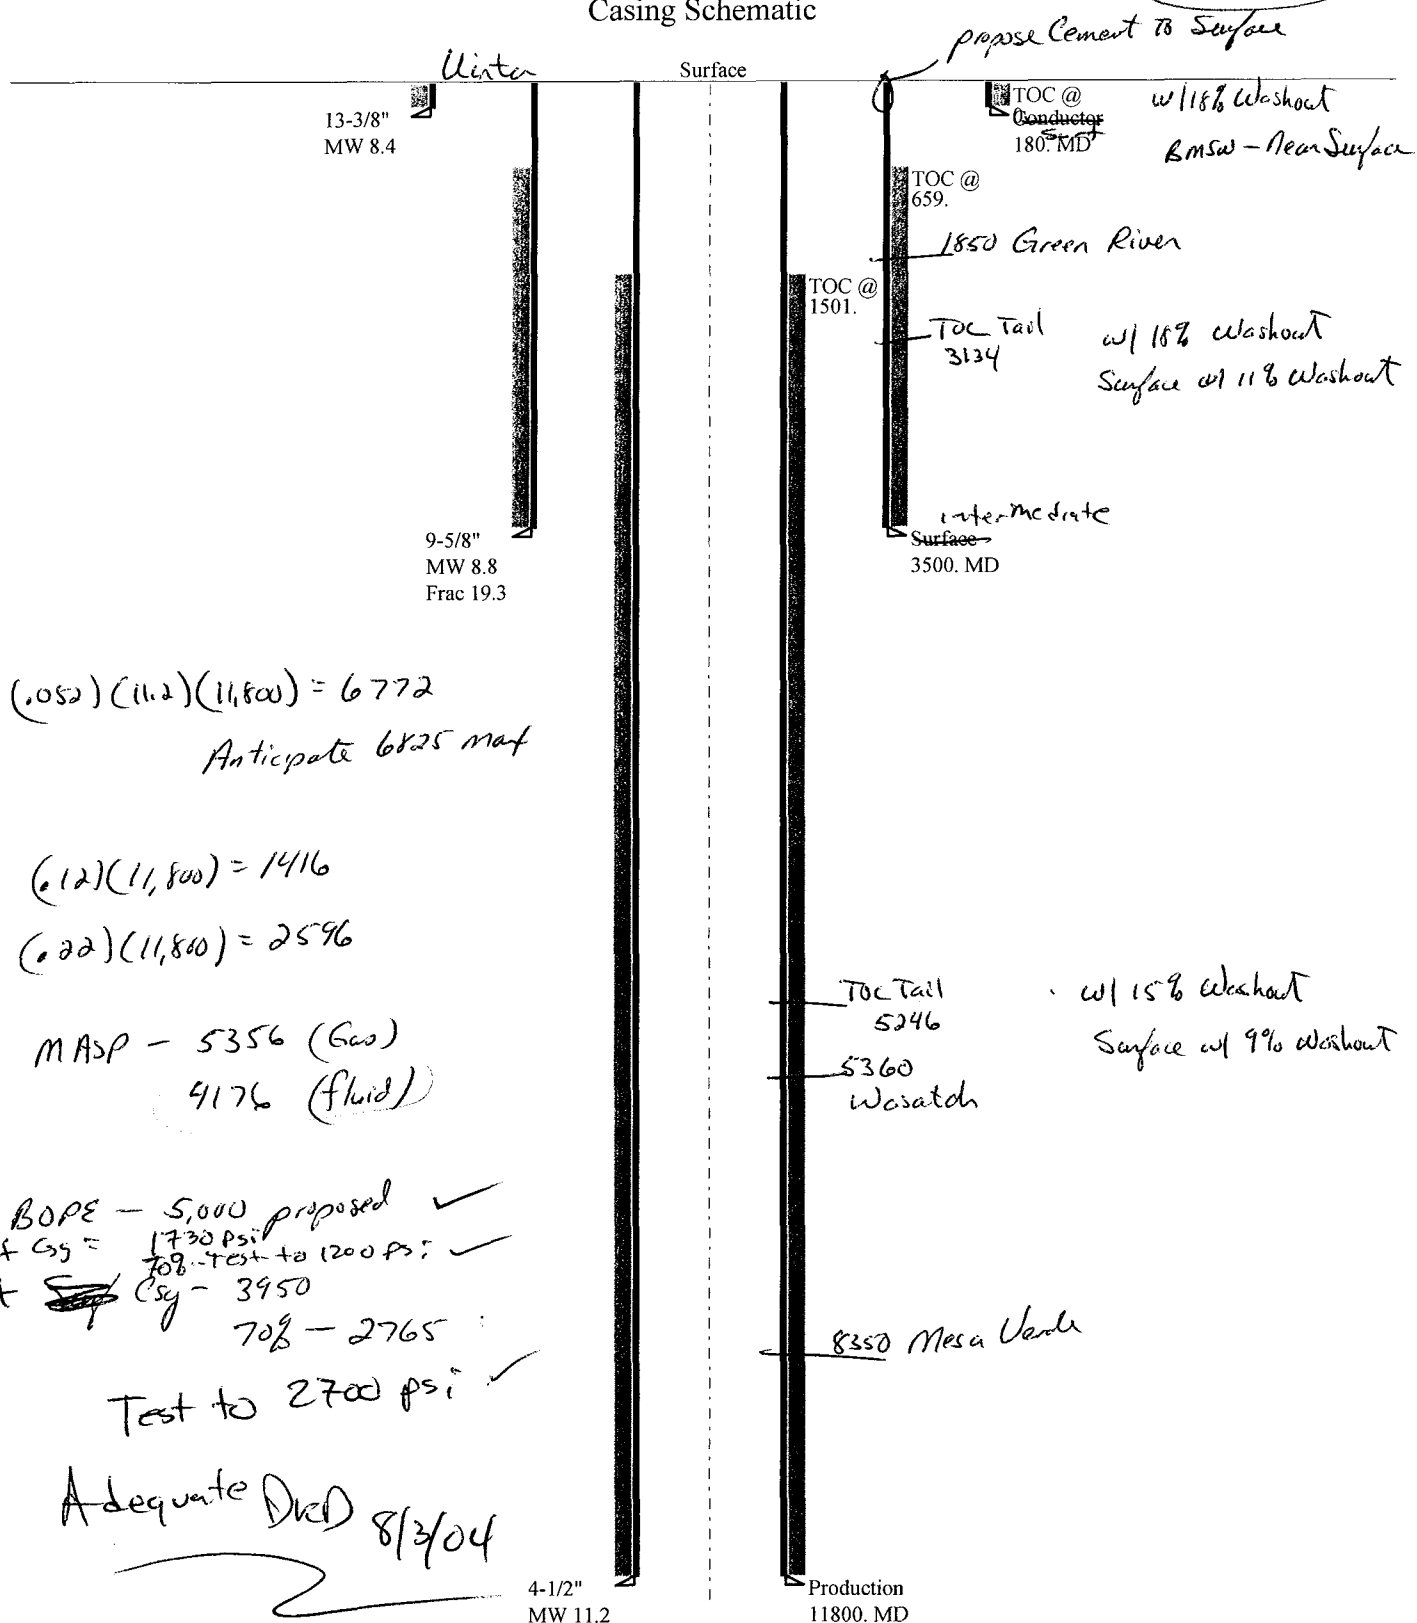 Casing Schematic
propose Cement To Surface
Uinta
Surface
13-3/8"
MW 8.4
TOC @
0.
Conductor
Surf
180. MD
w/18% Washout
BMSW - Near Surface
TOC @
659.
1850 Green River
TOC @
1501.
TOC Tail
3134
w/ 18% Washout
Surface w/ 11% Washout
intermediate
Surface
3500. MD
9-5/8"
MW 8.8
Frac 19.3
(.052)(11.2)(11,800) = 6772
Anticipate 6825 max
(.12)(11,800) = 1416
(.22)(11,800) = 2596
MASP - 5356 (Gas)
4176 (fluid)
TOC Tail
5246
w/ 15% Washout
Surface w/ 9% Washout
5360
Wasatch
BOPE - 5,000 proposed ✓
Csg = 1730 psi
70% - Test to 1200 psi ✓
Csg - 3950
70% - 2765
8350 Mesa Verde
Test to 2700 psi ✓
Adequate DKD 8/3/04
4-1/2"
MW 11.2
Production
11800. MD